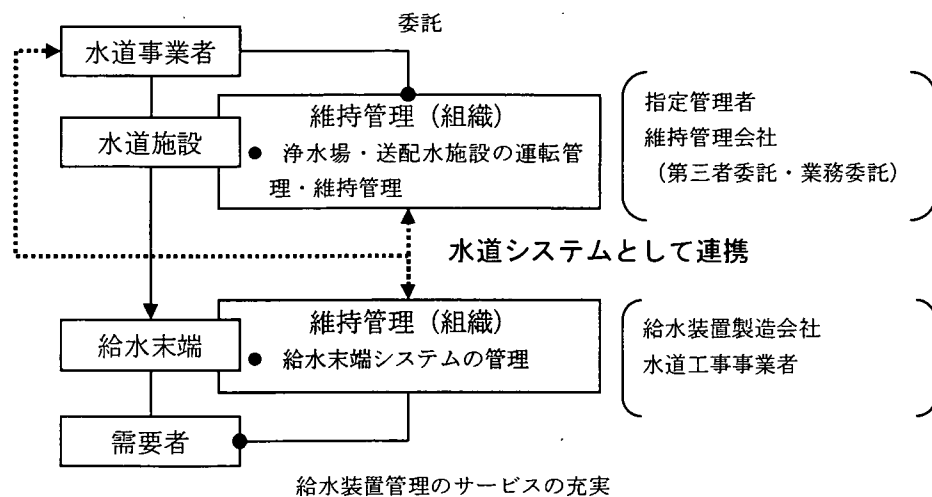 委託
水道事業者
水道施設
維持管理（組織）
● 浄水場・送配水施設の運転管
理・維持管理
指定管理者
維持管理会社
（第三者委託・業務委託）
水道システムとして連携
給水末端
維持管理（組織）
● 給水末端システムの管理
給水装置製造会社
水道工事事業者
需要者
給水装置管理のサービスの充実